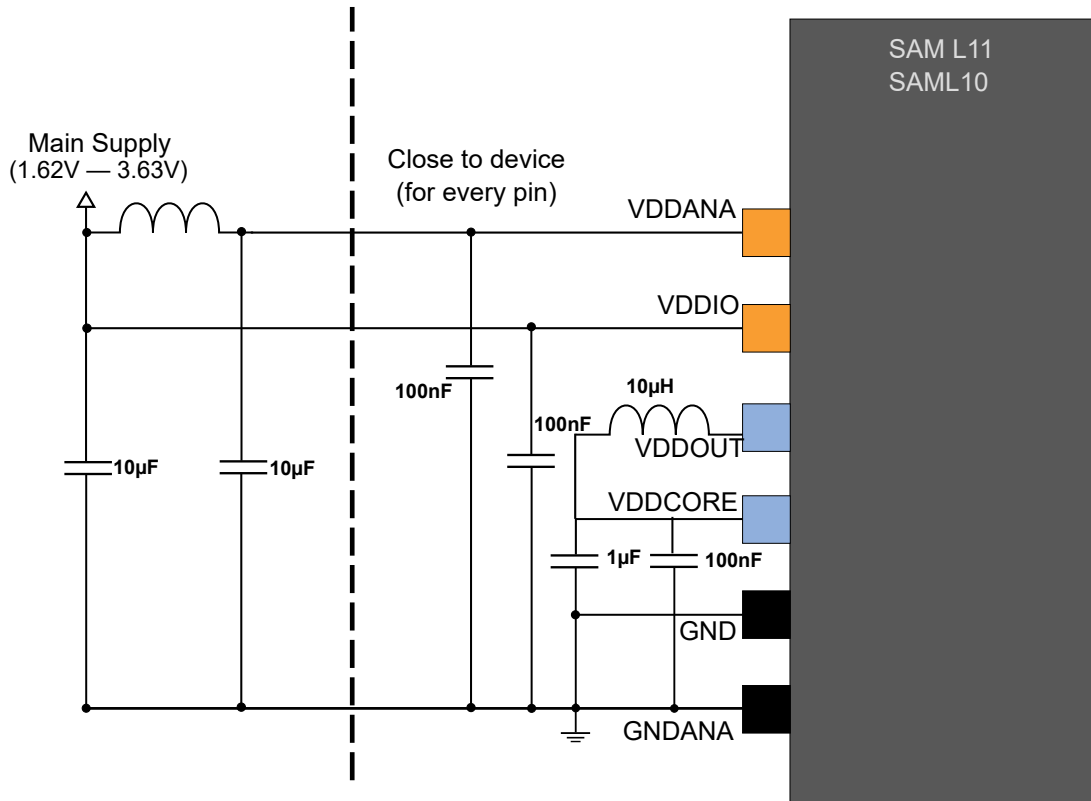 SAM L11
SAML10
Main Supply
(1.62V — 3.63V)
Close to device
(for every pin)
VDDANA
VDDIO
100nF
10µH
100nF
VDDOUT
10µF
10µF
VDDCORE
1µF
100nF
GND
GNDANA